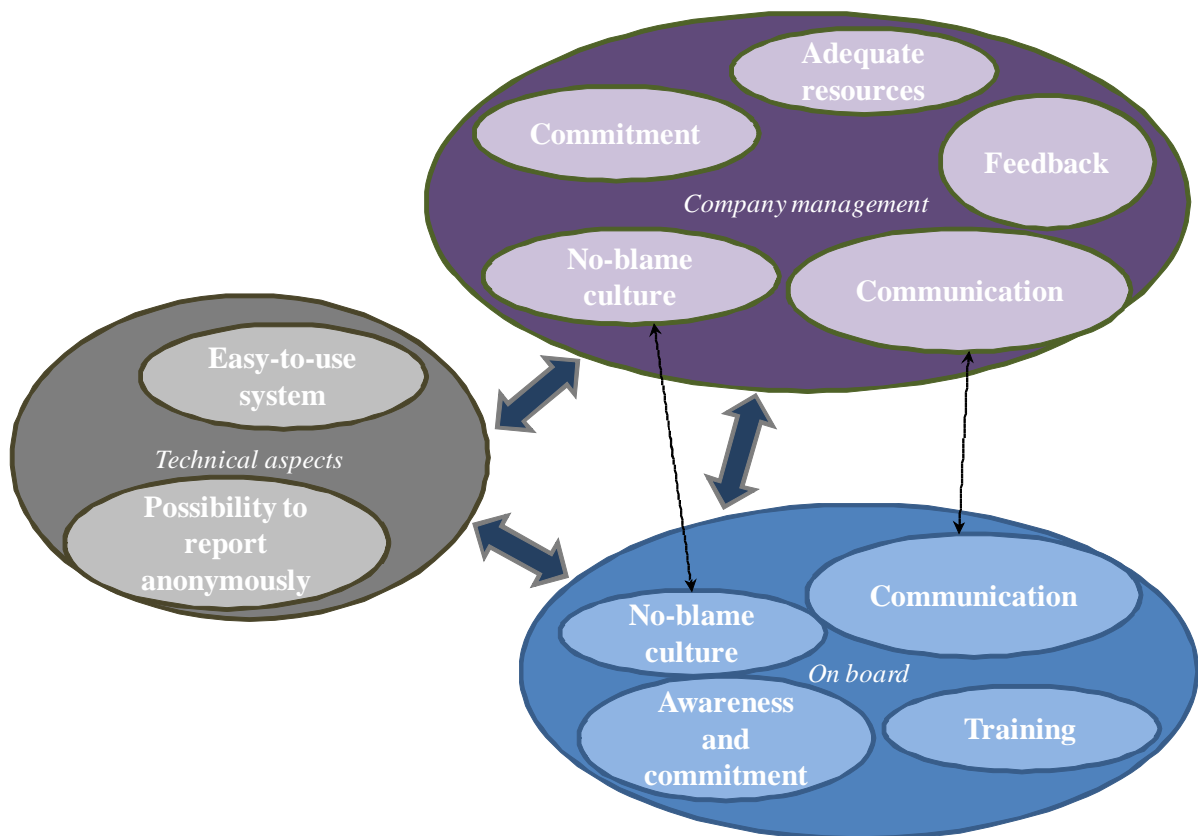 Adequate
resources
Commitment
Feedback
Company management
No-blame
culture
Communication
Easy-to-use
system
Technical aspects
Possibility to
report
anonymously
Communication
No-blame
culture
On board
Awareness
and
commitment
Training